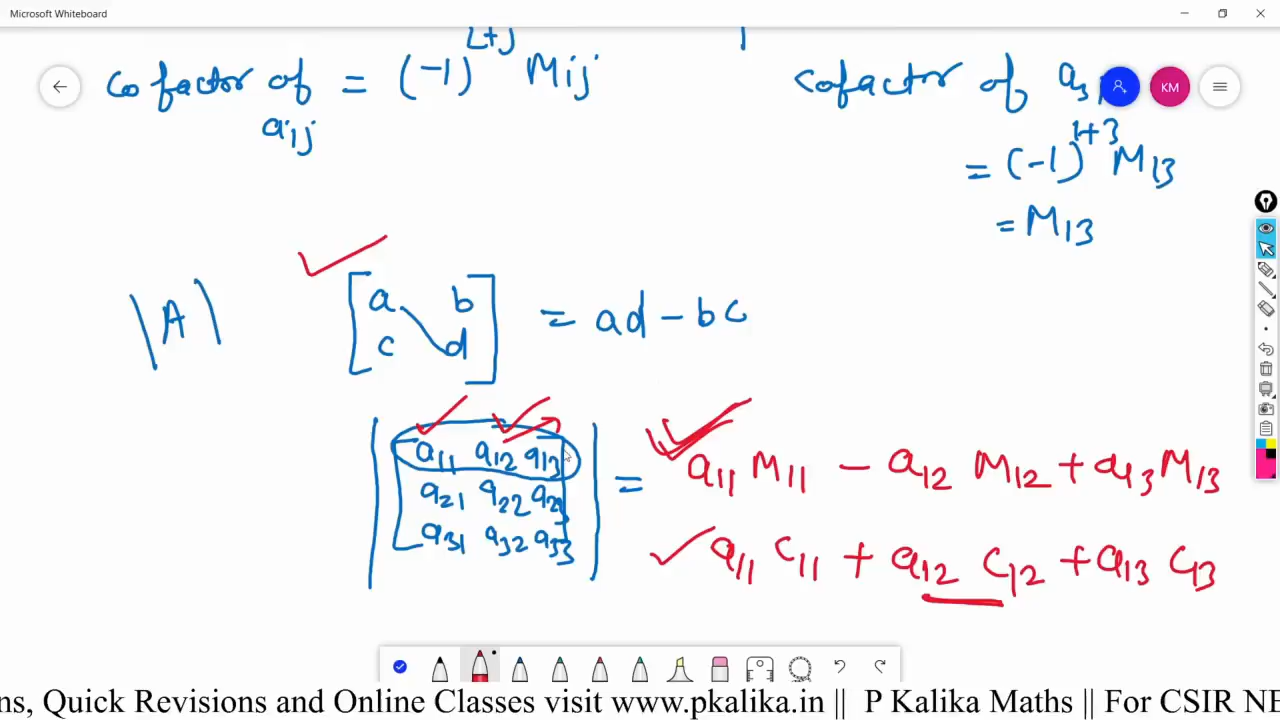 Microsoft Whiteboard
cofactor of aij = (-1)^i+j Mij
cofactor of a31
= (-1)^1+3 M13
= M13
KM
|A| [a b
c d] = ad - bc
|a11 a12 a13
a21 a22 a23
a31 a32 a33| = a11 M11 - a12 M12 + a13 M13
a11 C11 + a12 C12 + a13 C13
ns, Quick Revisions and Online Classes visit www.pkalika.in || P Kalika Maths || For CSIR NE